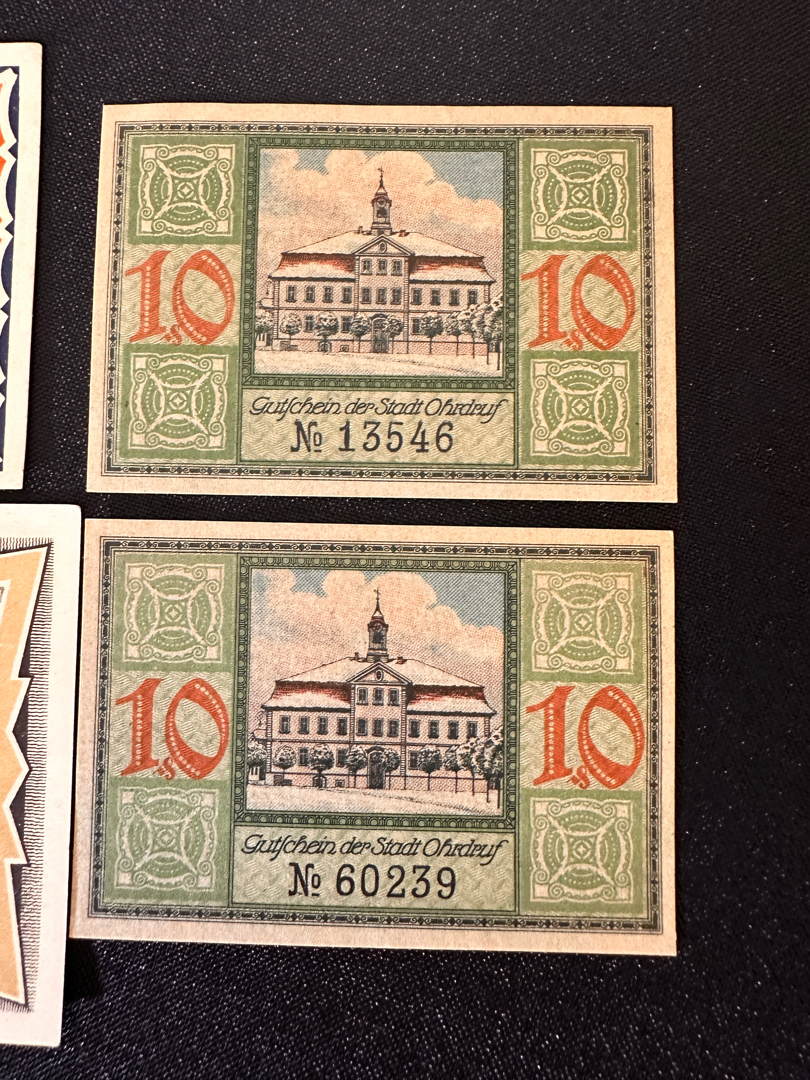 10 10
Gutschein der Stadt Ohrdruf
№ 13546
10 10
Gutschein der Stadt Ohrdruf
№ 60239